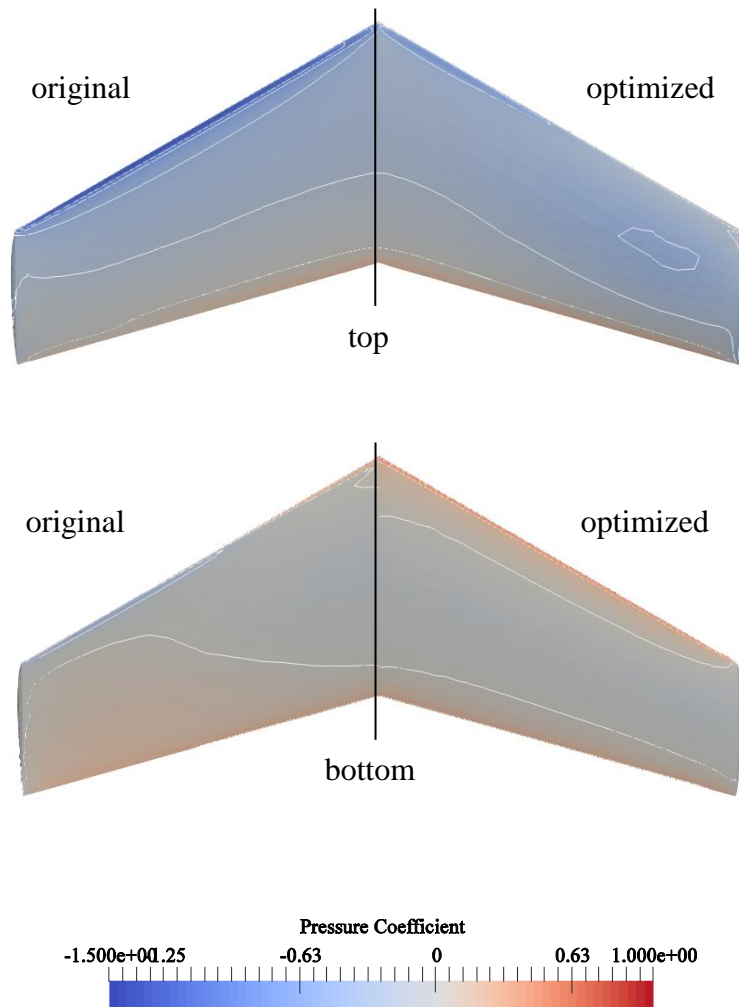 original
optimized
top
original
optimized
bottom
Pressure Coefficient
-1.500e+00 -1.25 -0.63 0 0.63 1.000e+00